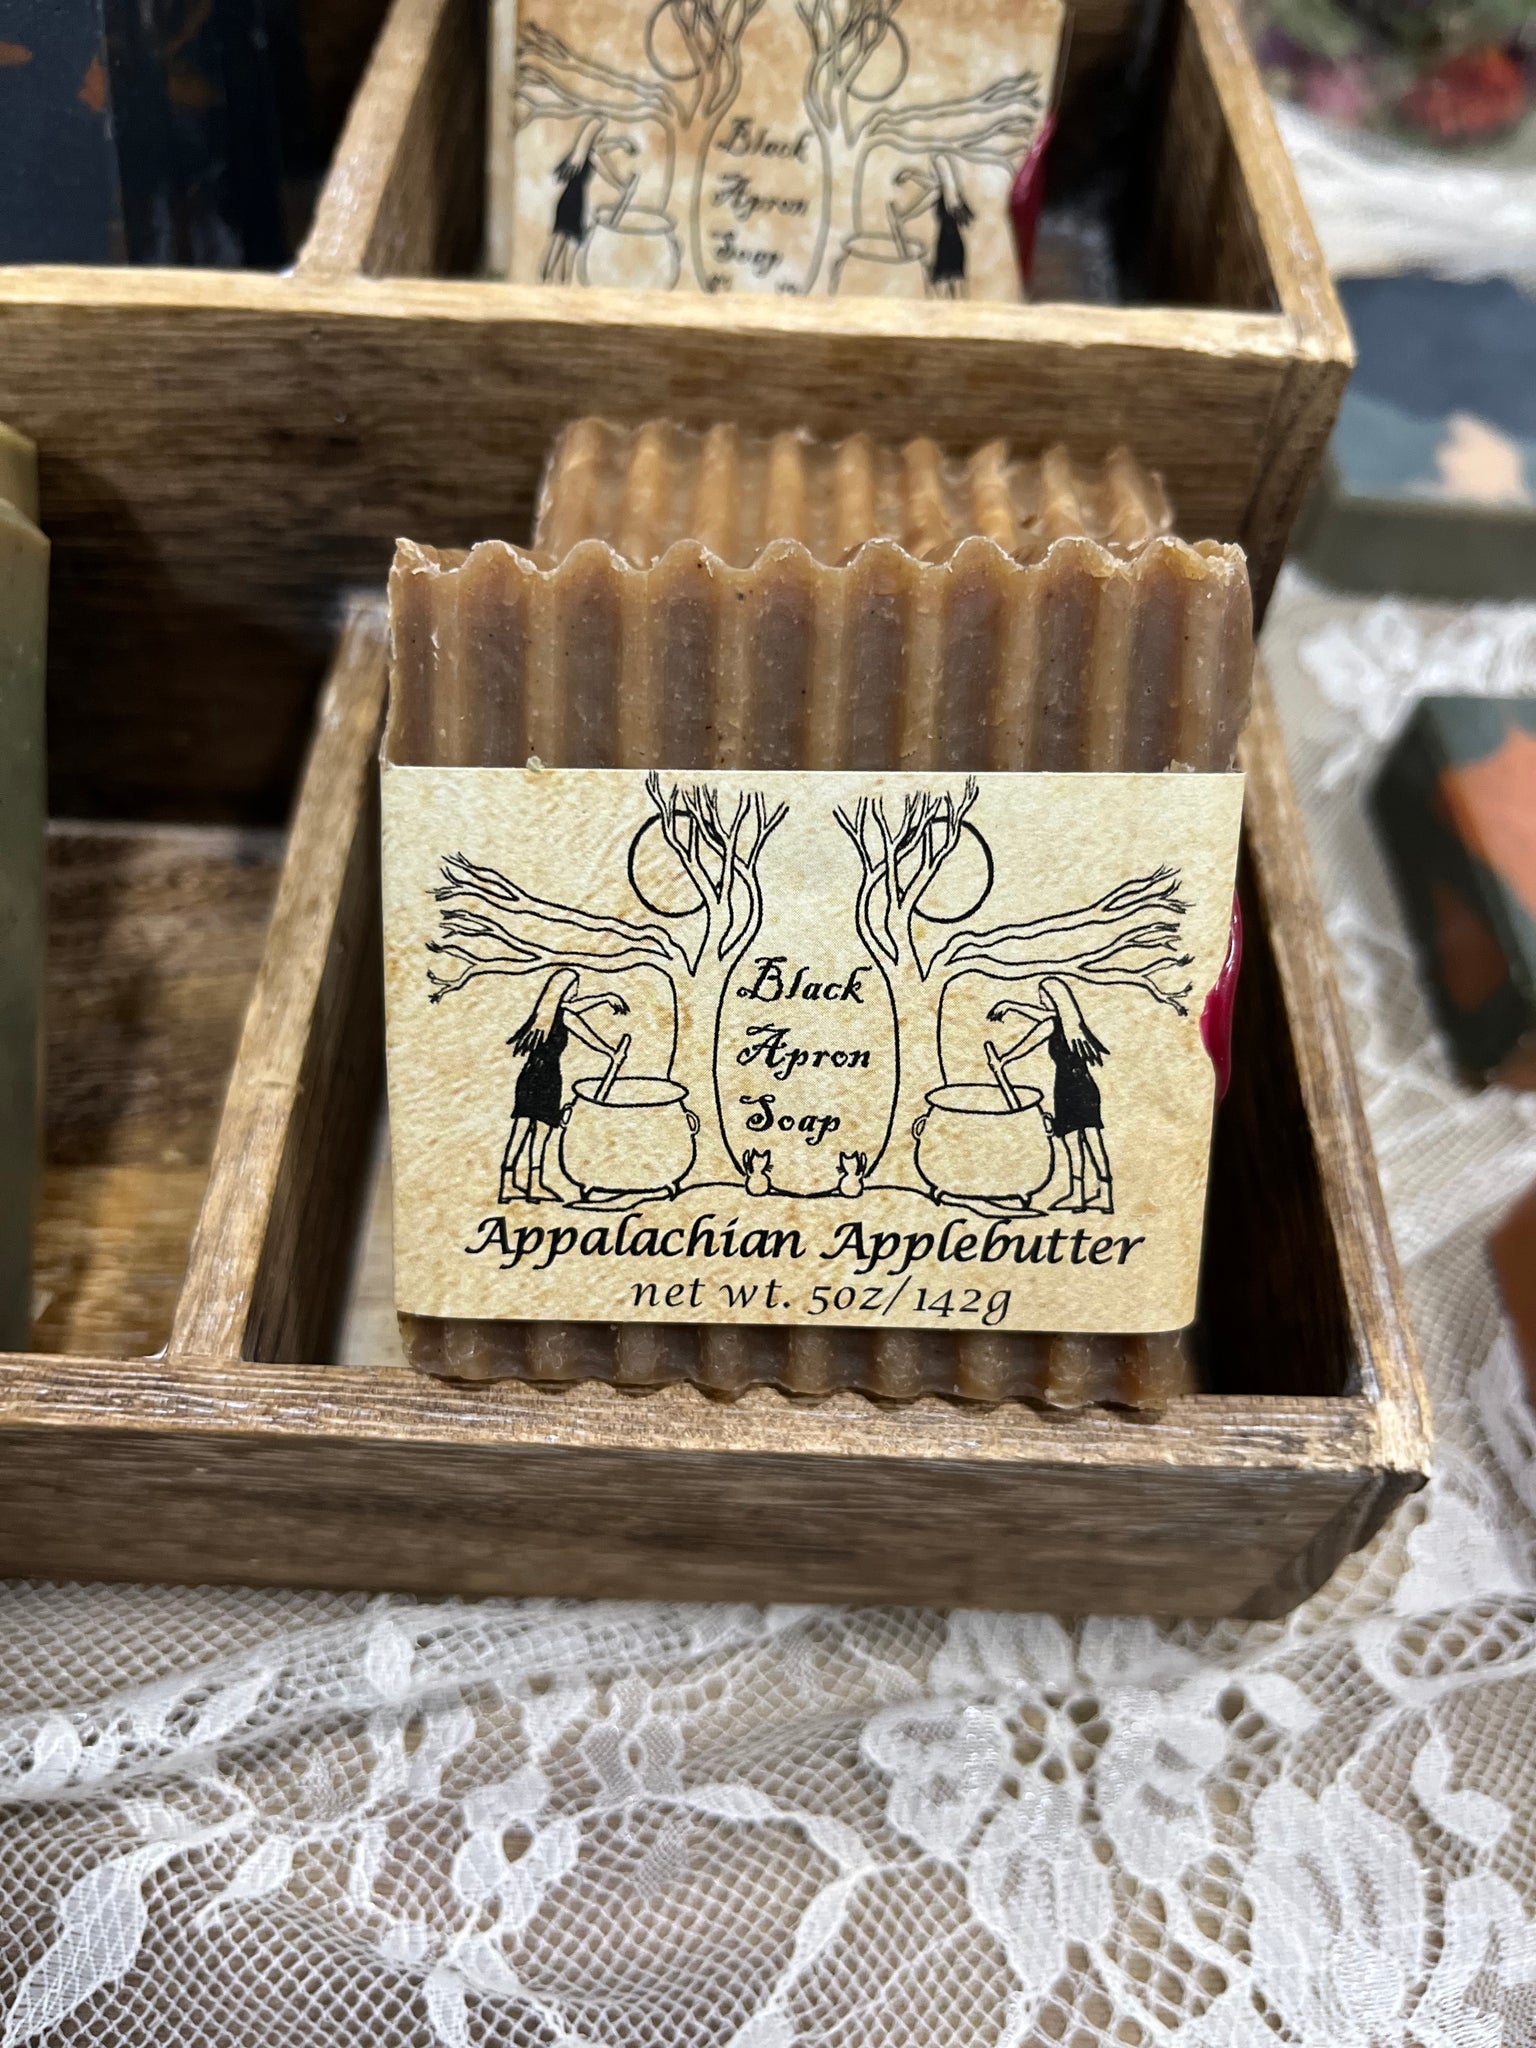 Black
Apron
Soap
Black
Apron
Soap
Appalachian Applebutter
net wt. 5oz/142g